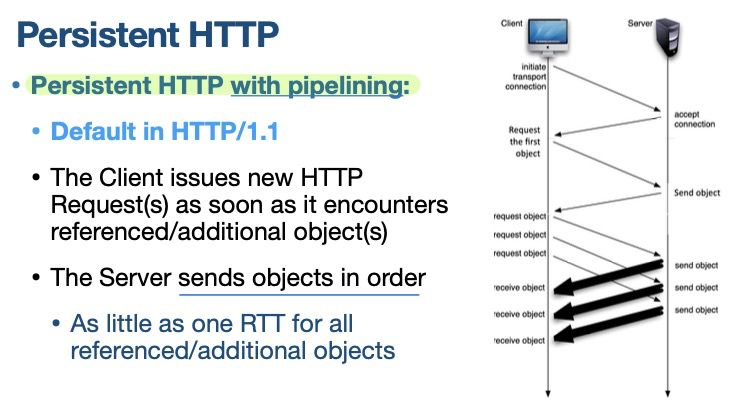 Persistent HTTP
• Persistent HTTP with pipelining:
• Default in HTTP/1.1
• The Client issues new HTTP
Request(s) as soon as it encounters
referenced/additional object(s)
• The Server sends objects in order
• As little as one RTT for all
referenced/additional objects
Client
Server
initiate
transport
connection
accept
connection
Request
the first
object
Send object
request object
request object
request object
send object
send object
send object
receive object
receive object
receive object